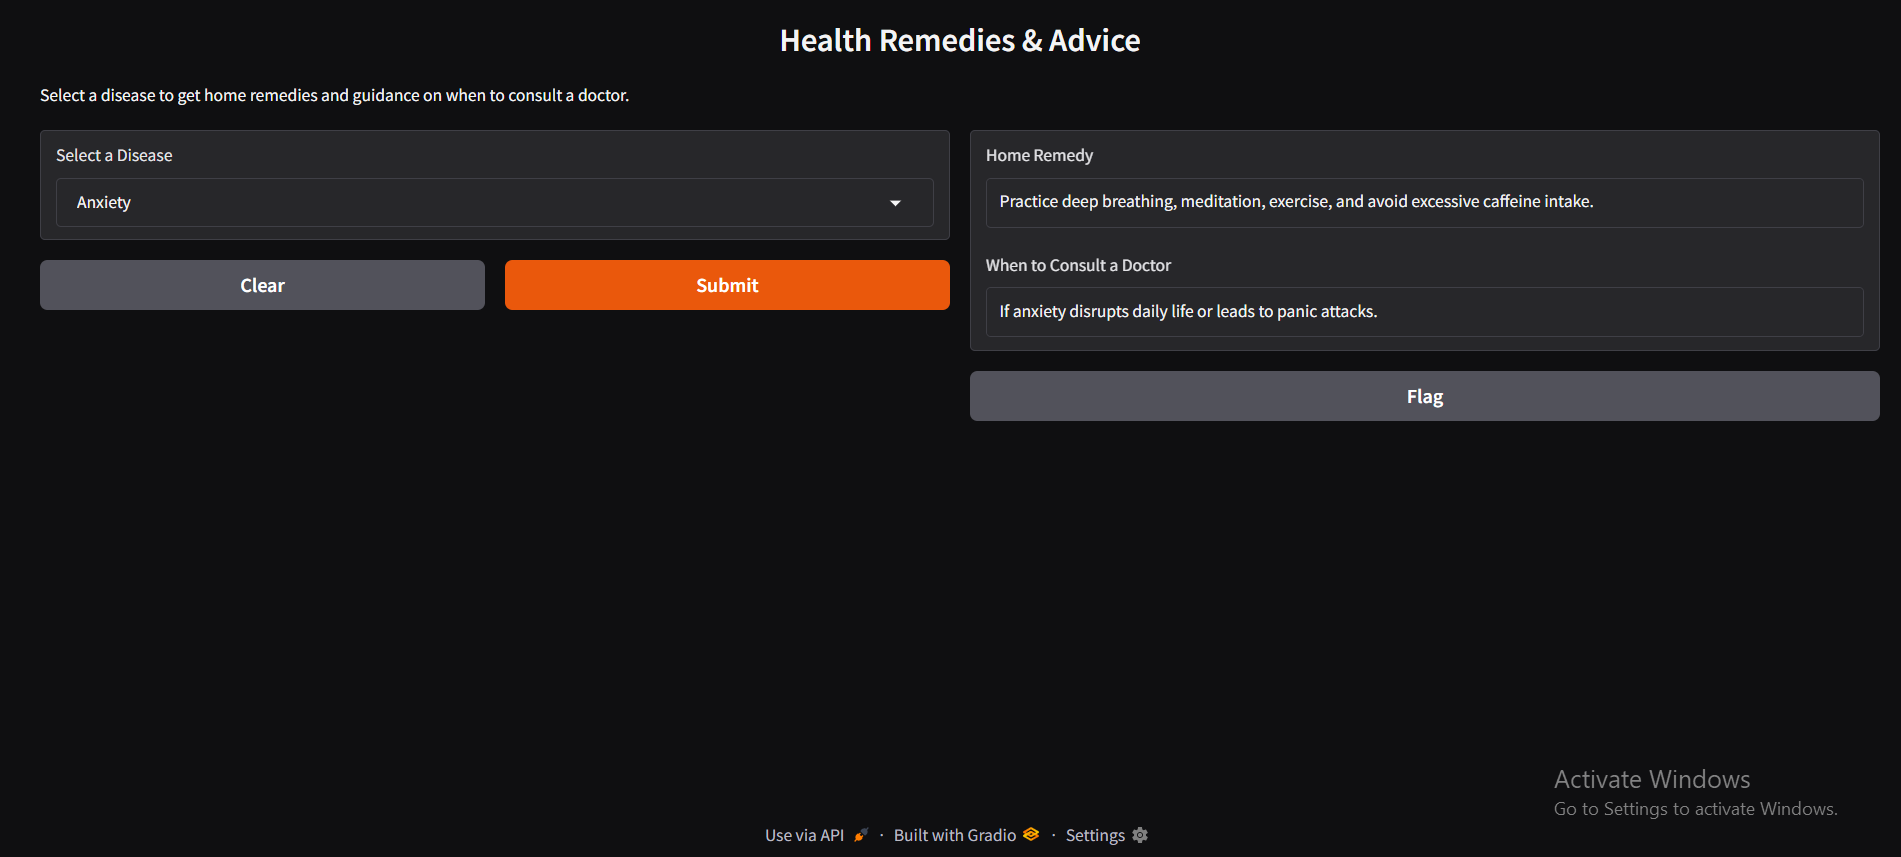 Health Remedies & Advice
Select a disease to get home remedies and guidance on when to consult a doctor.
Select a Disease
Anxiety
Clear
Submit
Home Remedy
Practice deep breathing, meditation, exercise, and avoid excessive caffeine intake.
When to Consult a Doctor
If anxiety disrupts daily life or leads to panic attacks.
Flag
Activate Windows
Go to Settings to activate Windows.
Use via API · Built with Gradio · Settings